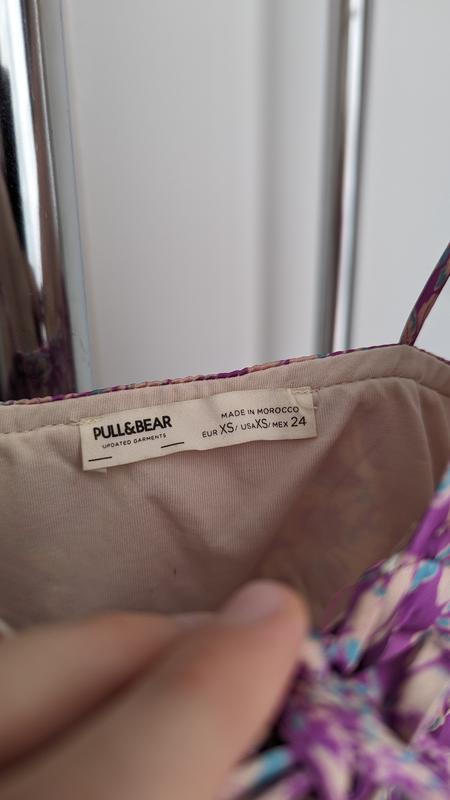 PULL&BEAR
UPDATED GARMENTS
MADE IN MOROCCO
EUR XS/ USA XS/ MEX 24